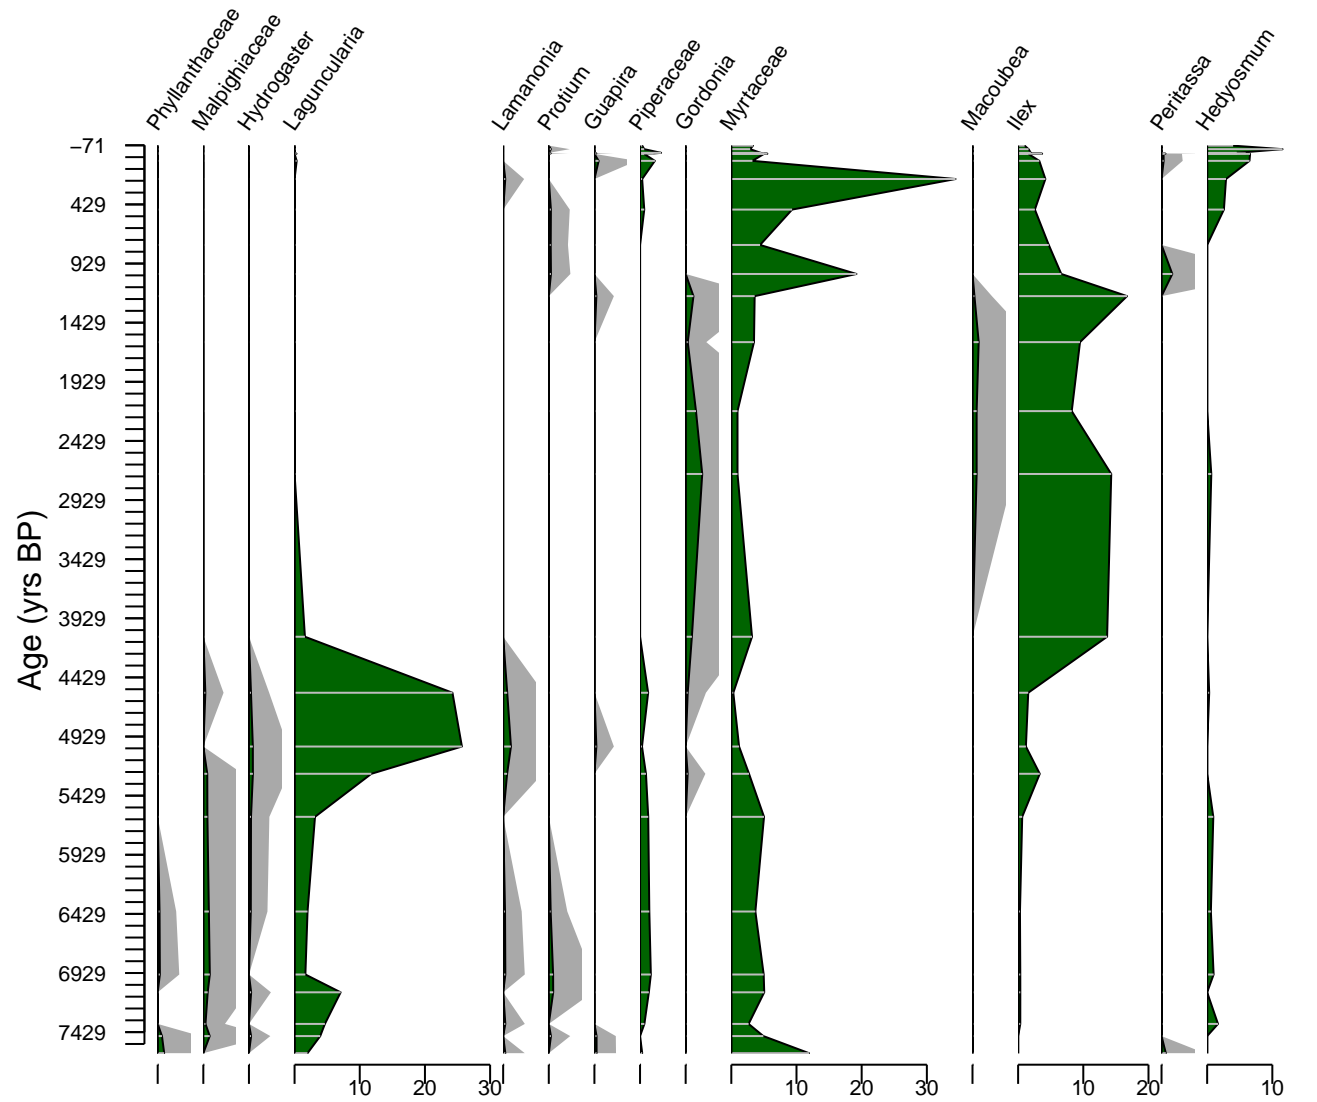 Phyllanthaceae
Malpighiaceae
Hydrogaster
Laguncularia
Lamanonia
Protium
Guapira
Piperaceae
Gordonia
Myrtaceae
Macoubea
Ilex
Peritassa
Hedyosmum
Age (yrs BP)
−71
429
929
1429
1929
2429
2929
3429
3929
4429
4929
5429
5929
6429
6929
7429
10 20 30 10 20 30 10 20 10